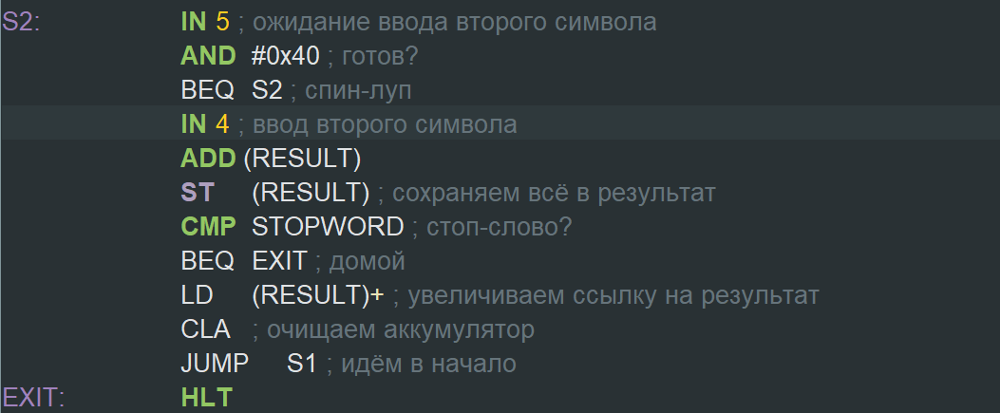 S2: IN 5 ; ожидание ввода второго символа
AND #0x40 ; готов?
BEQ S2 ; спин-луп
IN 4 ; ввод второго символа
ADD (RESULT)
ST (RESULT) ; сохраняем всё в результат
CMP STOPWORD ; стоп-слово?
BEQ EXIT ; домой
LD (RESULT)+ ; увеличиваем ссылку на результат
CLA ; очищаем аккумулятор
JUMP S1 ; идём в начало
EXIT: HLT